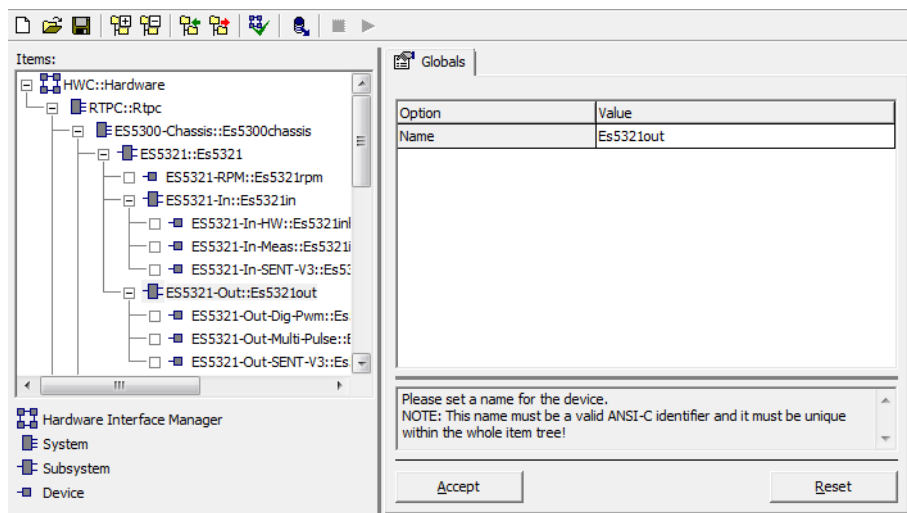 Items:
HWC::Hardware
RTPC::Rtpc
ES5300-Chassis::Es5300chassis
ES5321::Es5321
ES5321-RPM::Es5321rpm
ES5321-In::Es5321in
ES5321-In-HW::Es5321inl
ES5321-In-Meas::Es5321i
ES5321-In-SENT-V3::Es53
ES5321-Out::Es5321out
ES5321-Out-Dig-Pwm::Es
ES5321-Out-Multi-Pulse::E
ES5321-Out-SENT-V3::Es
Hardware Interface Manager
System
Subsystem
Device
Globals
Option Value
Name Es5321out
Please set a name for the device.
NOTE: This name must be a valid ANSI-C identifier and it must be unique
within the whole item tree!
Accept Reset